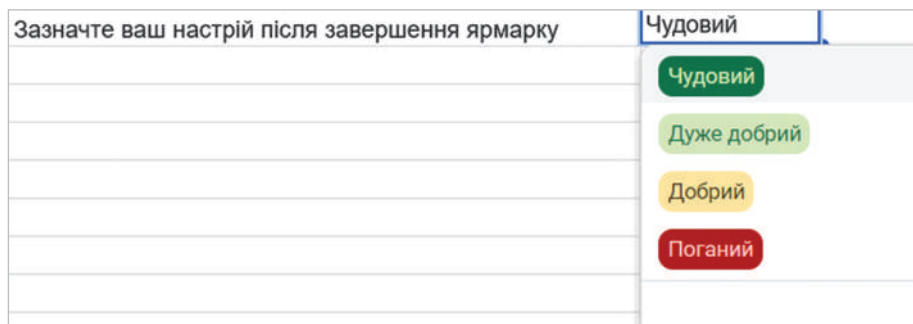 Зазначте ваш настрій після завершення ярмарку
Чудовий
Чудовий
Дуже добрий
Добрий
Поганий